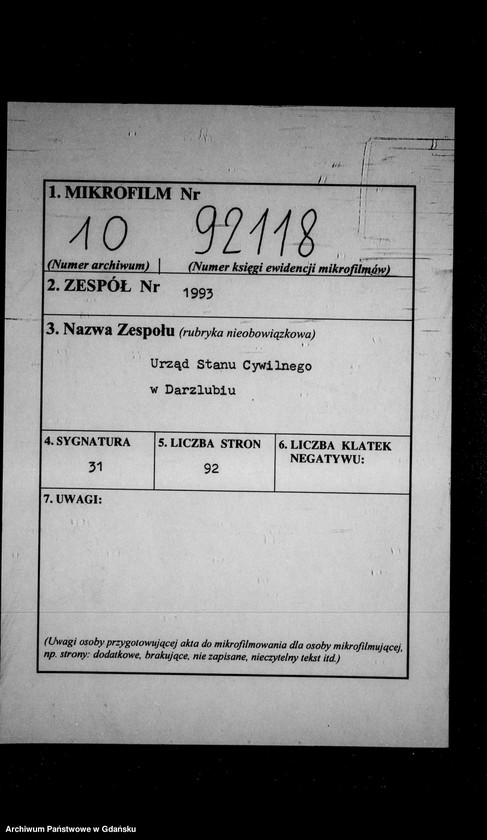 1. MIKROFILM Nr
10 92118
(Numer archiwum) (Numer księgi ewidencji mikrofilmów)
2. ZESPÓŁ Nr 1993
3. Nazwa Zespołu (rubryka nieobowiązkowa)
Urząd Stanu Cywilnego
w Darzlubiu
4. SYGNATURA 5. LICZBA STRON 6. LICZBA KLATEK
NEGATYWU:
31 92
7. UWAGI:
(Uwagi osoby przygotowującej akta do mikrofilmowania dla osoby mikrofilmującej,
np. strony: dodatkowe, brakujące, nie zapisane, nieczytelny tekst itd.)
Archiwum Państwowe w Gdańsku